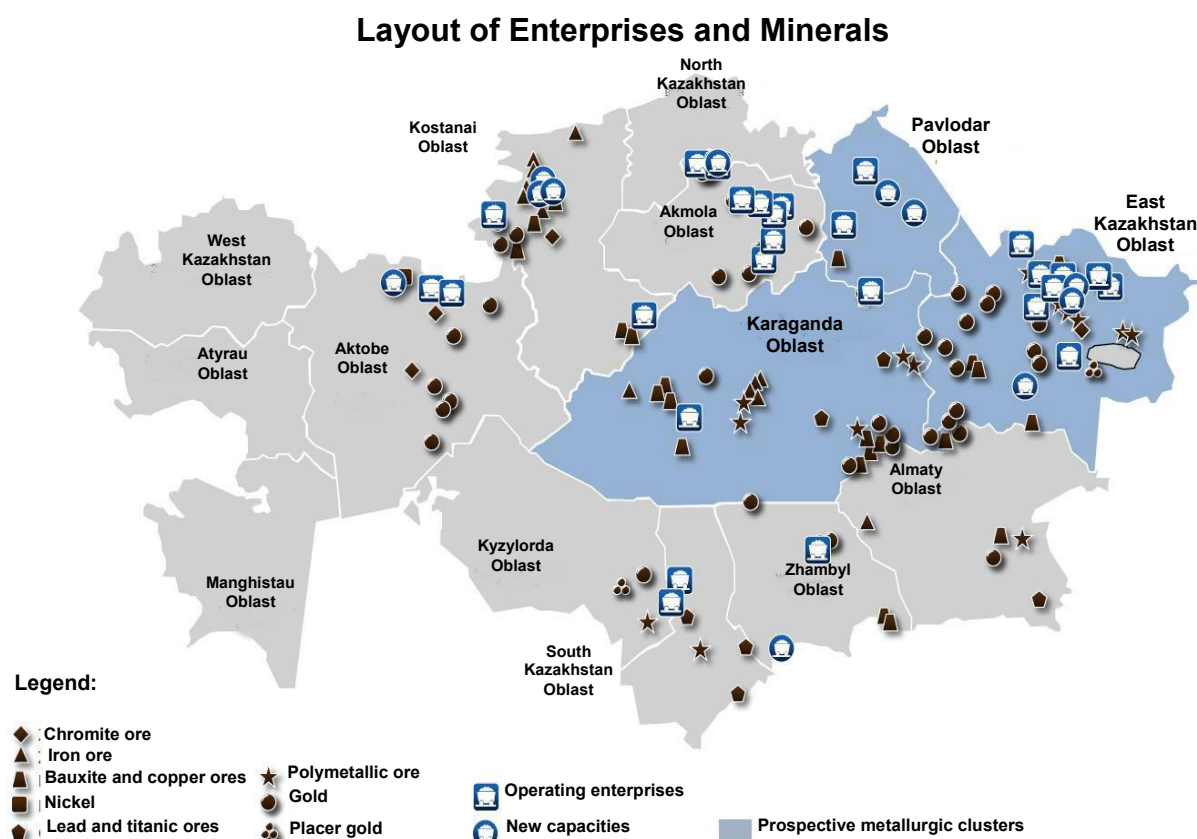 Layout of Enterprises and Minerals
North
Kazakhstan
Oblast
Kostanai
Oblast
Pavlodar
Oblast
Akmola
Oblast
East
Kazakhstan
Oblast
West
Kazakhstan
Oblast
Karaganda
Oblast
Atyrau
Oblast
Aktobe
Oblast
Almaty
Oblast
Kyzylorda
Oblast
Zhambyl
Oblast
Manghistau
Oblast
South
Kazakhstan
Oblast
Legend:
Chromite ore
Iron ore
Bauxite and copper ores
Nickel
Lead and titanic ores
Polymetallic ore
Gold
Placer gold
Operating enterprises
New capacities
Prospective metallurgic clusters